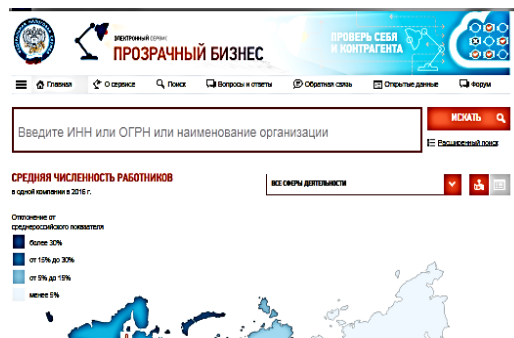 ЭЛЕКТРОННЫЙ СЕРВИС
ПРОЗРАЧНЫЙ БИЗНЕС
ПРОВЕРЬ СЕБЯ
И КОНТРАГЕНТА
Главная
О сервисе
Поиск
Вопросы и ответы
Обратная связь
Открытые данные
Форум
Введите ИНН или ОГРН или наименование организации
ИСКАТЬ
Расширенный поиск
СРЕДНЯЯ ЧИСЛЕННОСТЬ РАБОТНИКОВ
в одной компании в 2016 г.
ВСЕ СФЕРЫ ДЕЯТЕЛЬНОСТИ
Отклонение от
среднероссийского показателя
более 30%
от 15% до 30%
от 5% до 15%
менее 5%